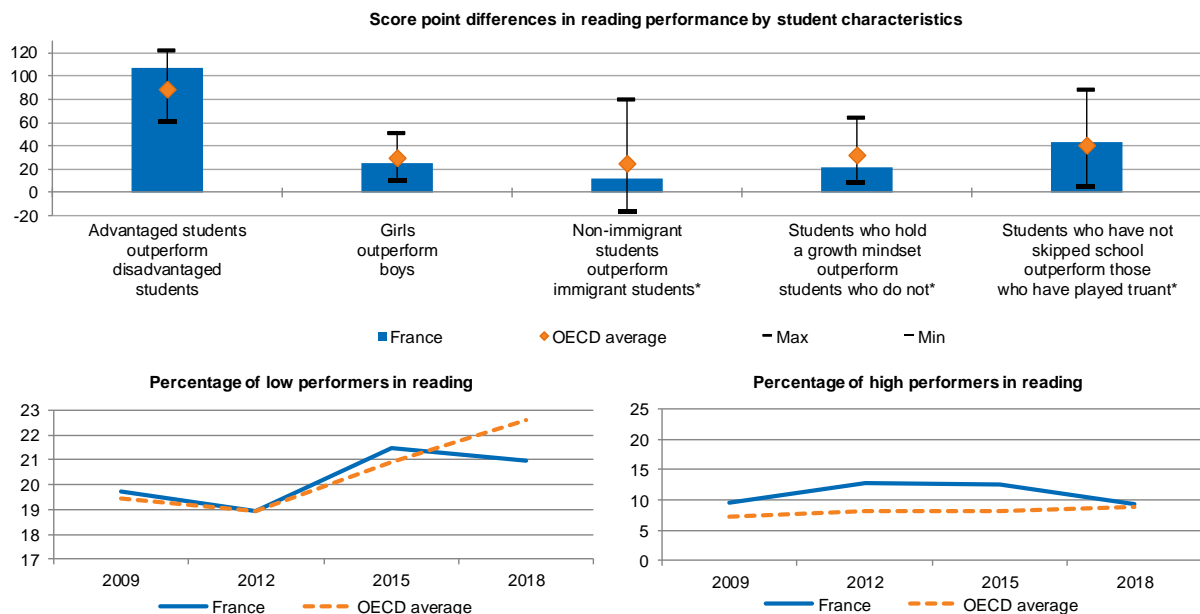 Score point differences in reading performance by student characteristics
120
100
80
60
40
20
0
-20
Advantaged students
outperform
disadvantaged
students
Girls
outperform
boys
Non-immigrant
students
outperform
immigrant students*
Students who hold
a growth mindset
outperform
students who do not*
Students who have not
skipped school
outperform those
who have played truant*
France
OECD average
Max
Min
Percentage of low performers in reading
23
22
21
20
19
18
17
2009
2012
2015
2018
France
OECD average
Percentage of high performers in reading
25
20
15
10
5
0
2009
2012
2015
2018
France
OECD average